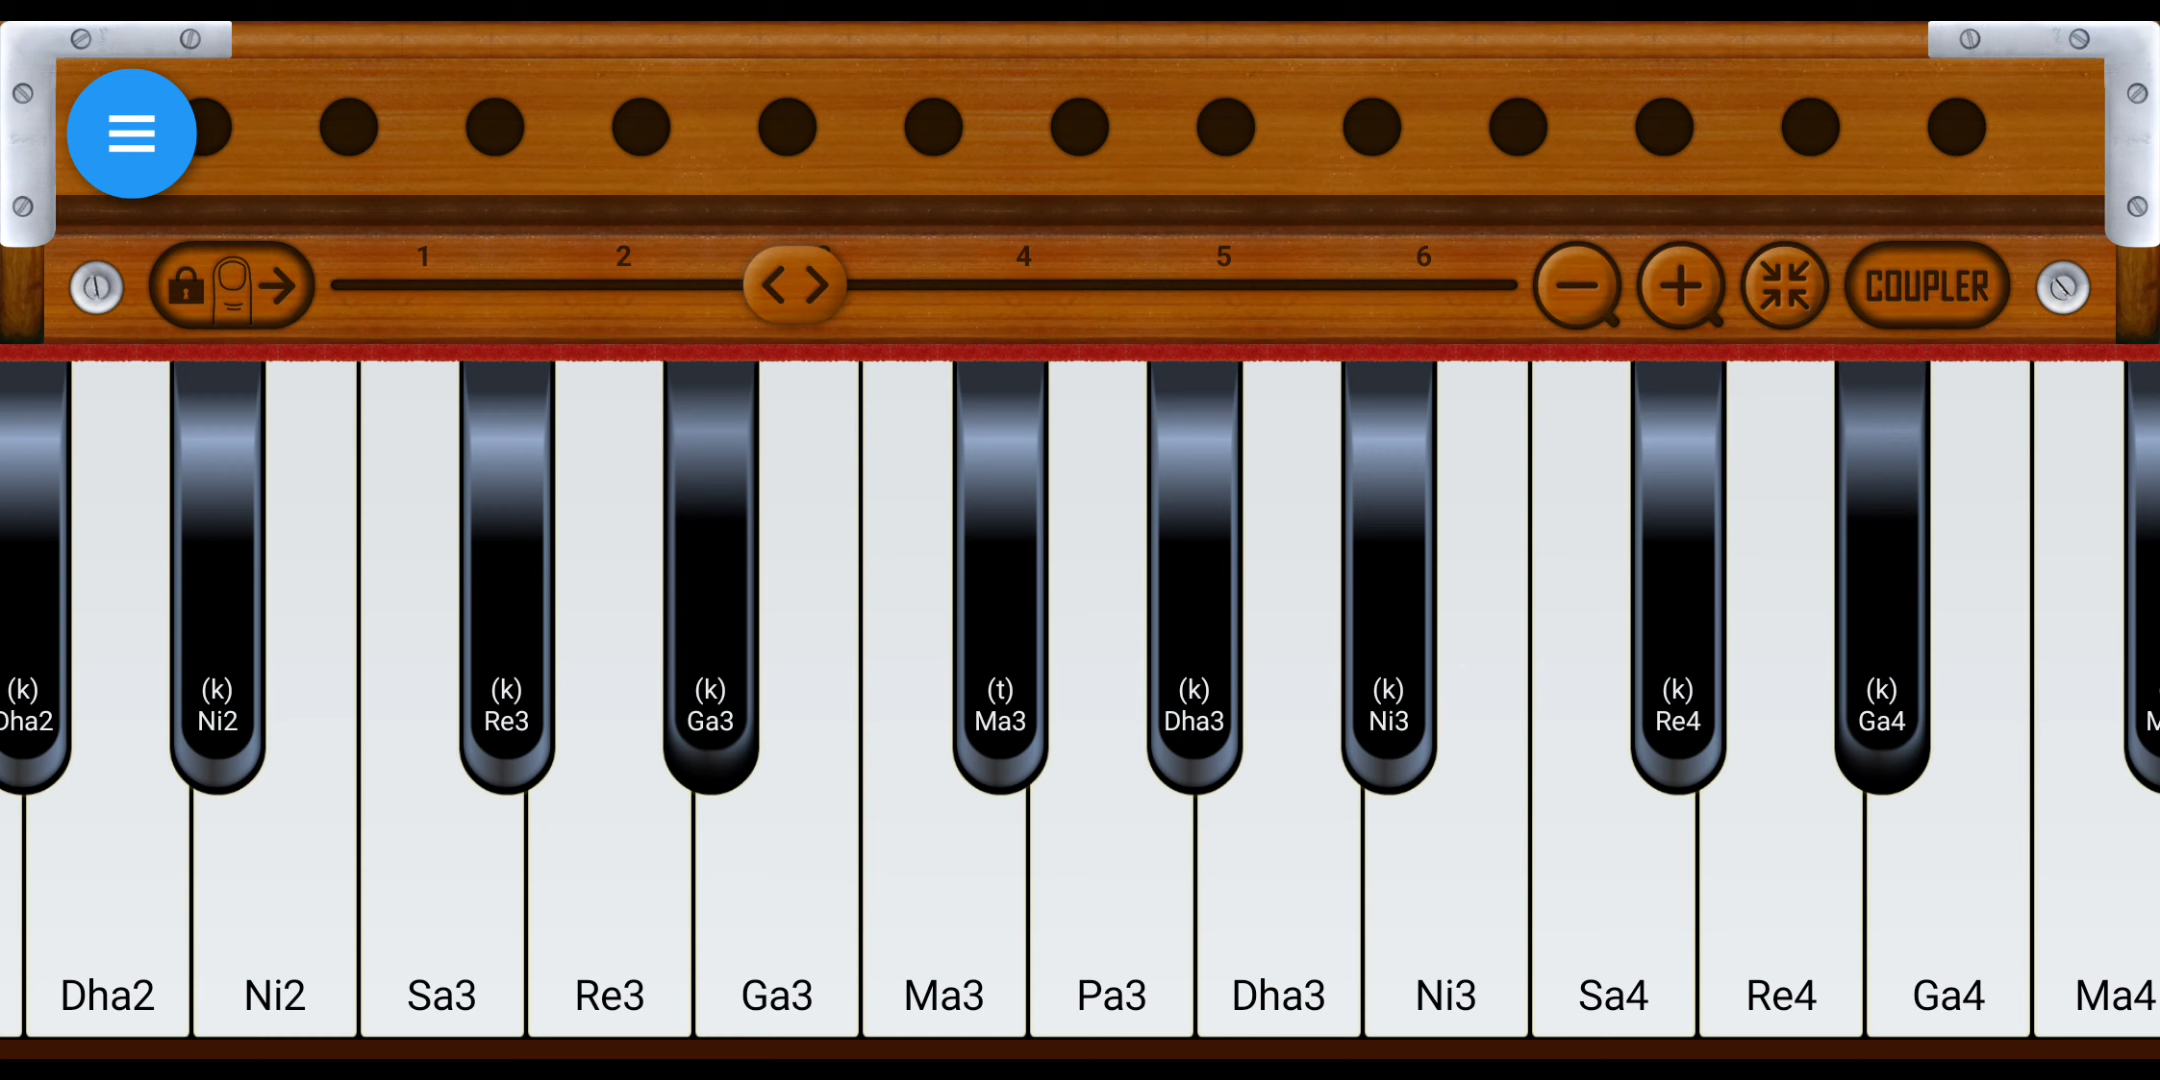 1 2 4 5 6
COUPLER
(k) (k) (k) (k) (t) (k) (k) (k) (k)
Dha2 Ni2 Re3 Ga3 Ma3 Dha3 Ni3 Re4 Ga4
Dha2 Ni2 Sa3 Re3 Ga3 Ma3 Pa3 Dha3 Ni3 Sa4 Re4 Ga4 Ma4